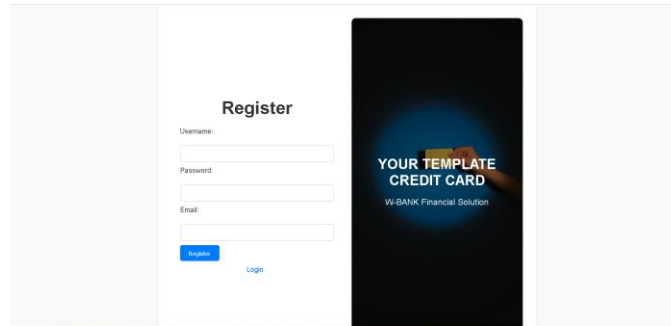 Register
Username:
Password:
Email:
Register
Login
YOUR TEMPLATE
CREDIT CARD
W-BANK Financial Solution